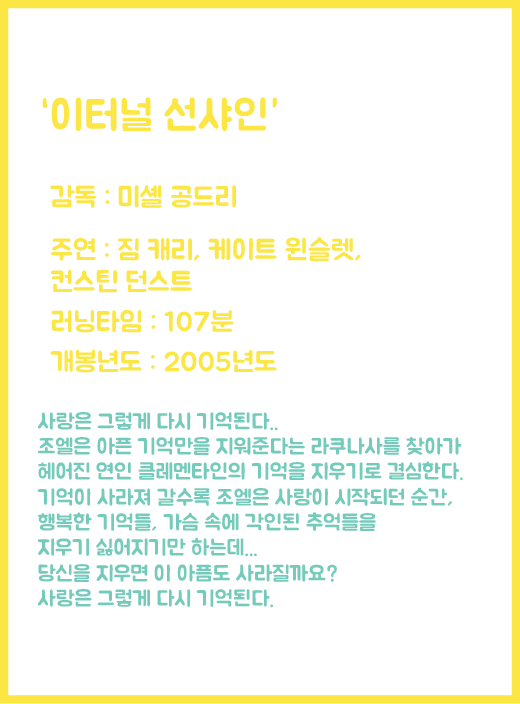 ‘이터널 선샤인’
감독 : 미셸 공드리
주연 : 짐 캐리, 케이트 윈슬렛,
컨스틴 던스트
러닝타임 : 107분
개봉년도 : 2005년도
사랑은 그렇게 다시 기억된다..
조엘은 아픈 기억만을 지워준다는 라쿠나사를 찾아가
헤어진 연인 클레멘타인의 기억을 지우기로 결심한다.
기억이 사라져 갈수록 조엘은 사랑이 시작되던 순간,
행복한 기억들, 가슴 속에 각인된 추억들을
지우기 싫어지기만 하는데...
당신을 지우면 이 아픔도 사라질까요?
사랑은 그렇게 다시 기억된다.